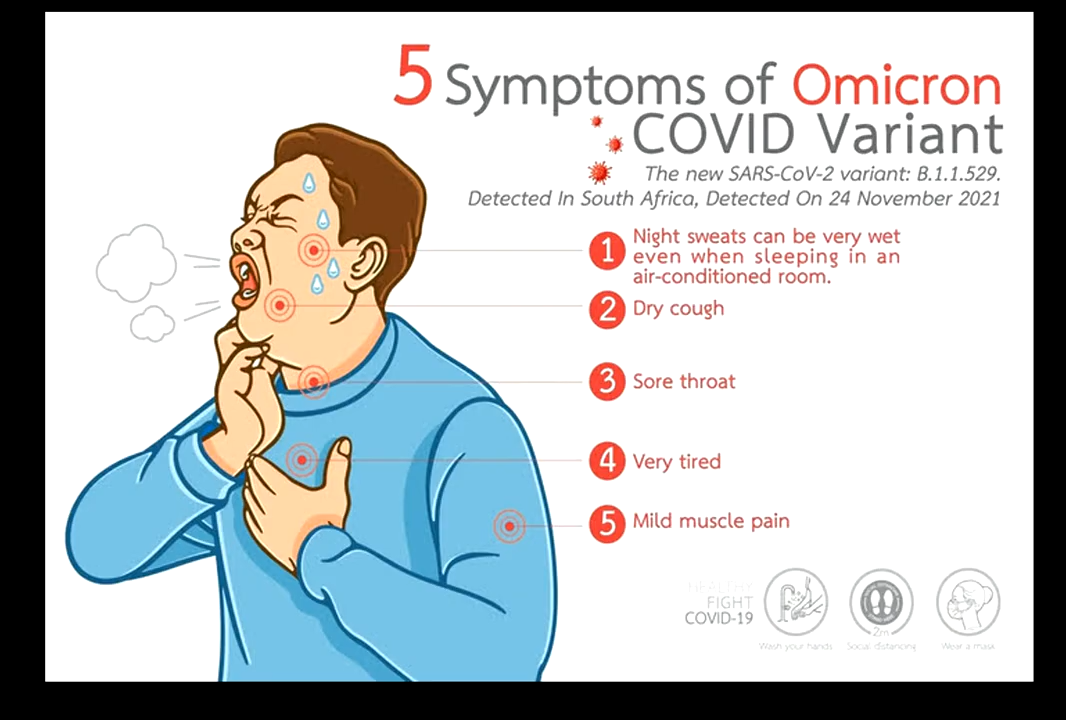 5 Symptoms of Omicron
COVID Variant
The new SARS-CoV-2 variant: B.1.1.529.
Detected In South Africa, Detected On 24 November 2021
1 Night sweats can be very wet
even when sleeping in an
air-conditioned room.
2 Dry cough
3 Sore throat
4 Very tired
5 Mild muscle pain
HEALTHY
FIGHT
COVID-19
2m
Wash your hands Social distancing Wear a mask